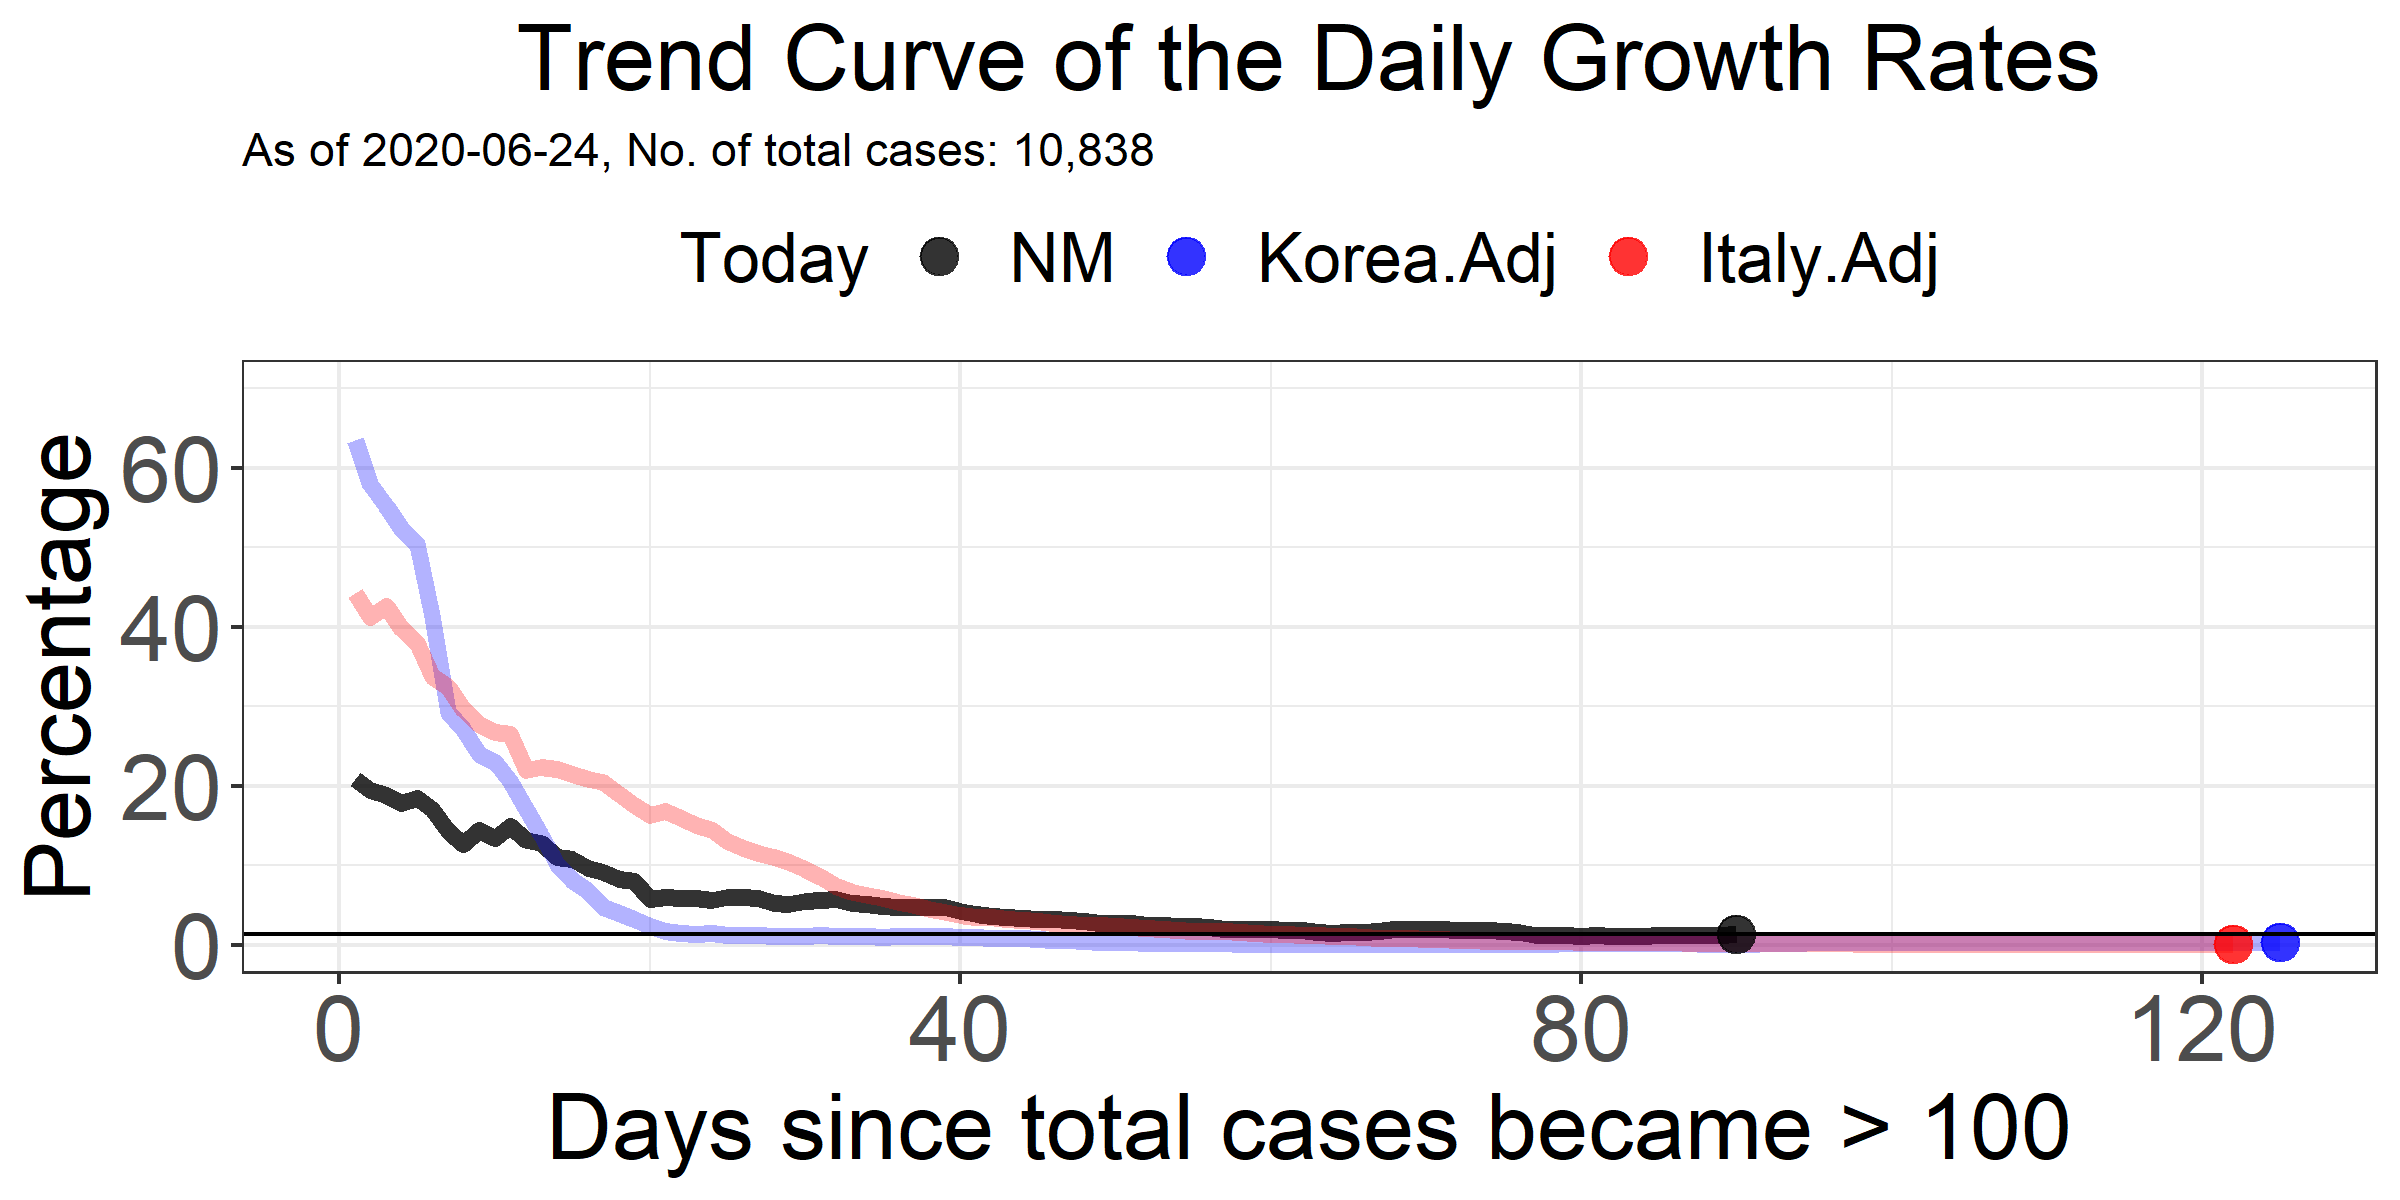 Trend Curve of the Daily Growth Rates
As of 2020-06-24, No. of total cases: 10,838
Today NM Korea.Adj Italy.Adj
Percentage
60
40
20
0
0 40 80 120
Days since total cases became > 100